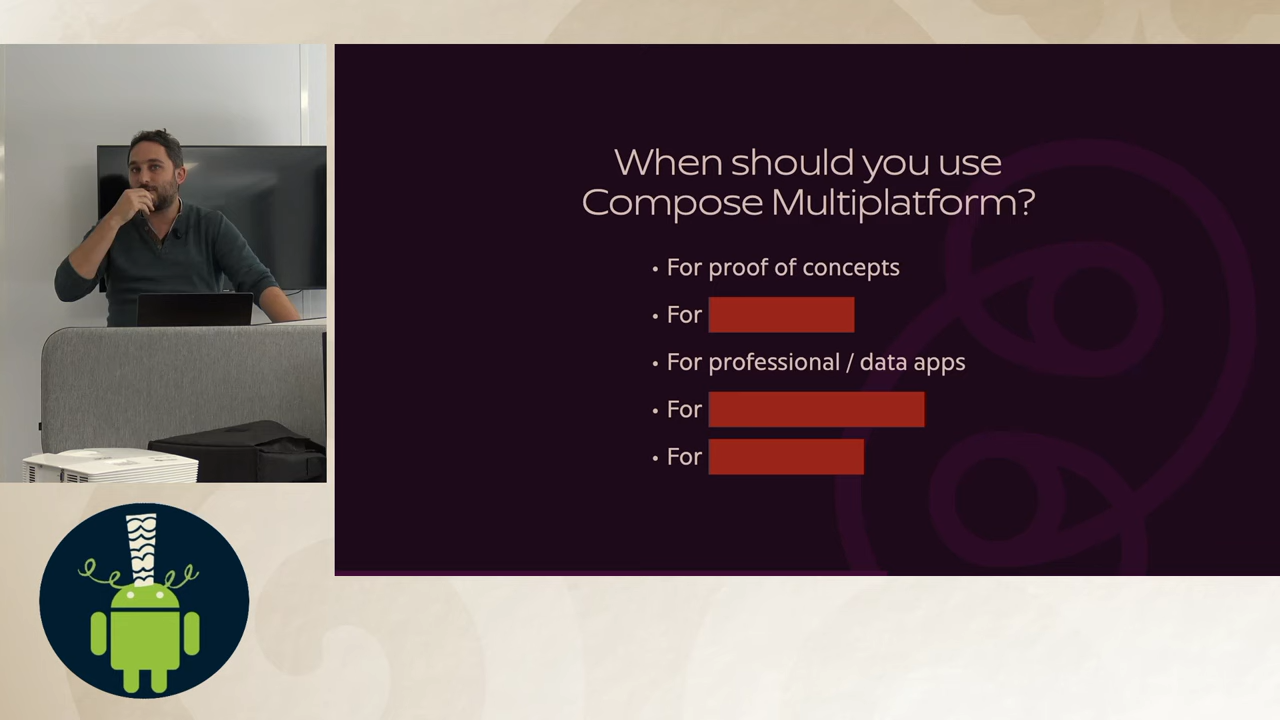 When should you use
Compose Multiplatform?
• For proof of concepts
• For
• For professional / data apps
• For
• For